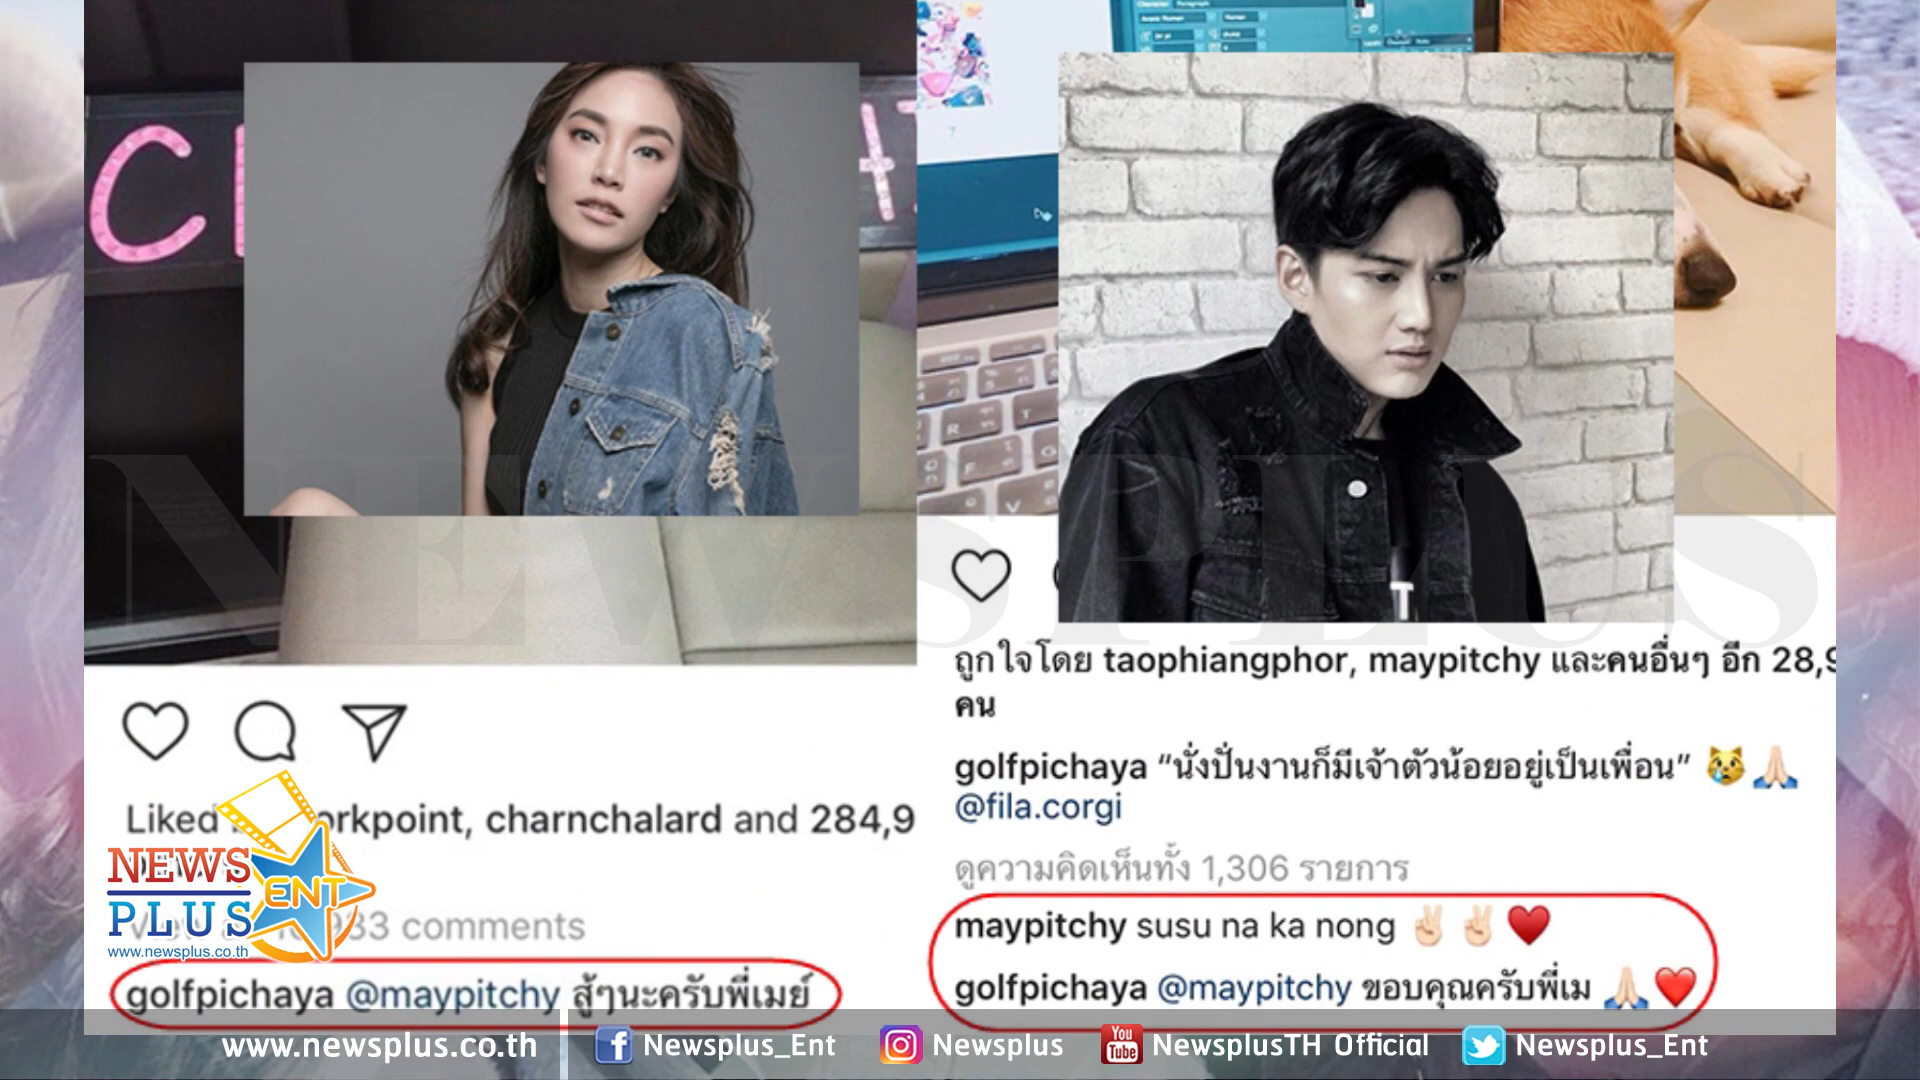 NEWSPLUS
Liked
orkpoint, charnchalard and 284,9
33 comments
golfpichaya @maypitchy สู้ๆนะครับพี่เมย์
ถูกใจโดย taophiangphor, maypitchy และคนอื่นๆ อีก 28,9
คน
golfpichaya “นั่งปั่นงานก็มีเจ้าตัวน้อยอยู่เป็นเพื่อน” 😿🙏🏻
@fila.corgi
ดูความคิดเห็นทั้ง 1,306 รายการ
maypitchy susu na ka nong ✌🏻✌🏻♥️
golfpichaya @maypitchy ขอบคุณครับพี่เม 🙏🏻❤️
NEWS
PLUS
ENT
www.newsplus.co.th
www.newsplus.co.th
Newsplus_Ent
Newsplus
You
Tube
NewsplusTH Official
Newsplus_Ent